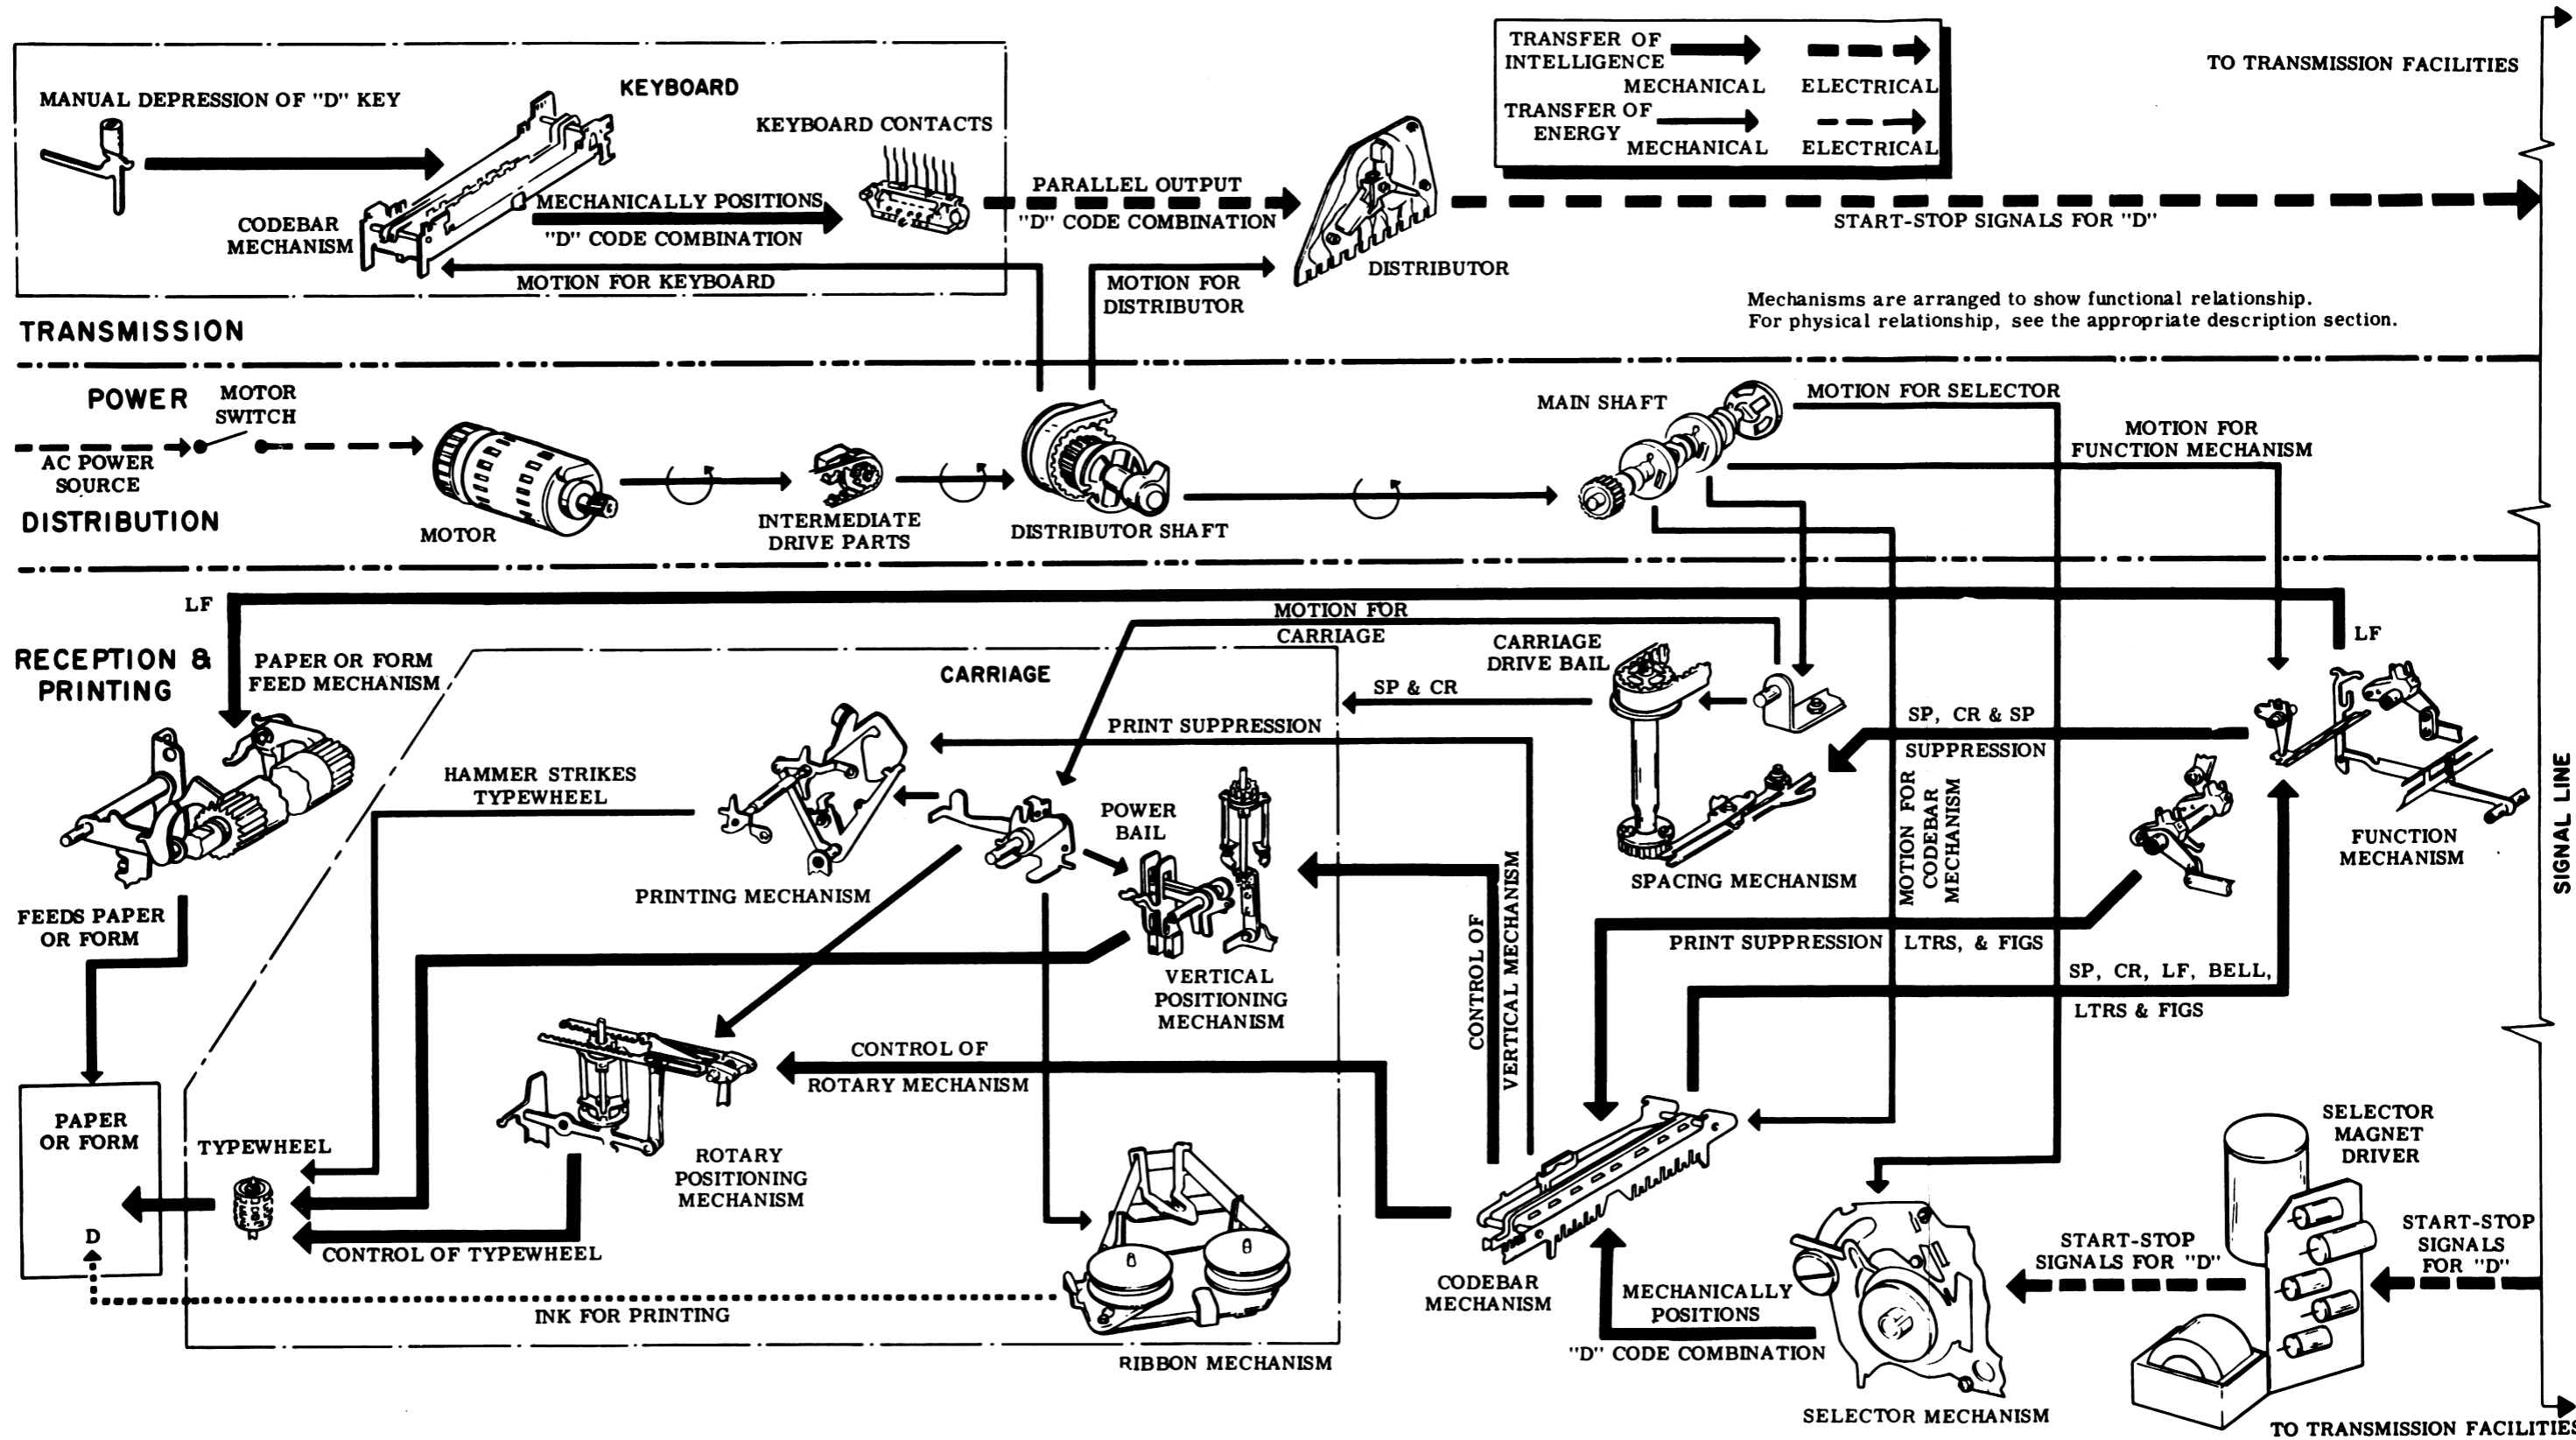 TRANSFER OF
INTELLIGENCE
MECHANICAL
ELECTRICAL
TRANSFER OF
ENERGY
MECHANICAL
ELECTRICAL
TO TRANSMISSION FACILITIES
KEYBOARD
MANUAL DEPRESSION OF "D" KEY
KEYBOARD CONTACTS
CODEBAR
MECHANISM
MECHANICALLY POSITIONS
"D" CODE COMBINATION
PARALLEL OUTPUT
"D" CODE COMBINATION
START-STOP SIGNALS FOR "D"
DISTRIBUTOR
MOTION FOR KEYBOARD
MOTION FOR
DISTRIBUTOR
Mechanisms are arranged to show functional relationship.
For physical relationship, see the appropriate description section.
TRANSMISSION
POWER
DISTRIBUTION
MOTOR
SWITCH
AC POWER
SOURCE
MOTOR
INTERMEDIATE
DRIVE PARTS
DISTRIBUTOR SHAFT
MAIN SHAFT
MOTION FOR SELECTOR
MOTION FOR
FUNCTION MECHANISM
LF
LF
RECEPTION &
PRINTING
PAPER OR FORM
FEED MECHANISM
CARRIAGE
MOTION FOR
CARRIAGE
CARRIAGE
DRIVE BAIL
SP & CR
PRINT SUPPRESSION
SP, CR & SP
SUPPRESSION
HAMMER STRIKES
TYPEWHEEL
POWER
BAIL
PRINTING MECHANISM
SPACING MECHANISM
MOTION FOR
CODEBAR
MECHANISM
FUNCTION
MECHANISM
SIGNAL LINE
FEEDS PAPER
OR FORM
VERTICAL
POSITIONING
MECHANISM
CONTROL OF
VERTICAL MECHANISM
PRINT SUPPRESSION LTRS, & FIGS
SP, CR, LF, BELL,
LTRS & FIGS
CONTROL OF
ROTARY MECHANISM
PAPER
OR FORM
D
TYPEWHEEL
ROTARY
POSITIONING
MECHANISM
CONTROL OF TYPEWHEEL
INK FOR PRINTING
RIBBON MECHANISM
CODEBAR
MECHANISM
MECHANICALLY
POSITIONS
"D" CODE COMBINATION
SELECTOR MECHANISM
START-STOP
SIGNALS FOR "D"
SELECTOR
MAGNET
DRIVER
START-STOP
SIGNALS
FOR "D"
TO TRANSMISSION FACILITIES